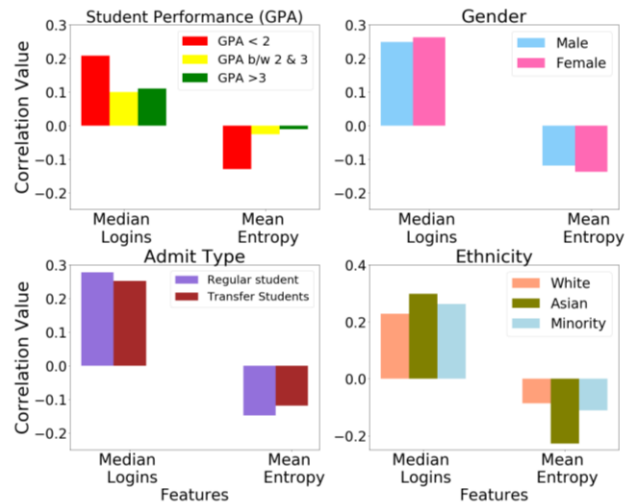 Student Performance (GPA)
0.3
0.2
0.1
0.0
−0.1
−0.2
Correlation Value
GPA < 2
GPA b/w 2 & 3
GPA >3
Median
Logins
Mean
Entropy
Gender
0.3
0.2
0.1
0.0
−0.1
−0.2
Male
Female
Median
Logins
Mean
Entropy
Admit Type
0.3
0.2
0.1
0.0
−0.1
−0.2
Correlation Value
Regular student
Transfer Students
Median
Logins
Mean
Entropy
Features
Ethnicity
0.4
0.2
0.0
−0.2
White
Asian
Minority
Median
Logins
Mean
Entropy
Features